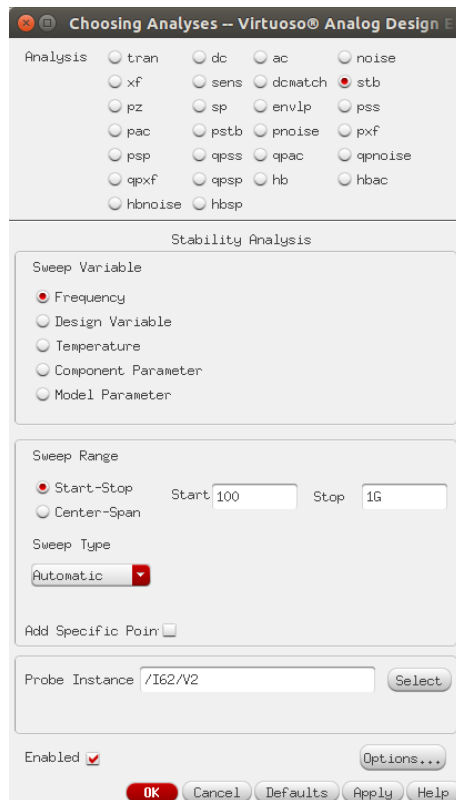 Choosing Analyses -- Virtuoso® Analog Design E
Analysis tran dc ac noise
xf sens dcmatch stb
pz sp envlp pss
pac pstb pnoise pxf
psp qpss qpac qpnoise
qpxf qpsp hb hbac
hbnoise hbsp
Stability Analysis
Sweep Variable
Frequency
Design Variable
Temperature
Component Parameter
Model Parameter
Sweep Range
Start-Stop Start 100 Stop 1G
Center-Span
Sweep Type
Automatic
Add Specific Poin
Probe Instance /I62/V2 Select
Enabled Options...
OK Cancel Defaults Apply Help